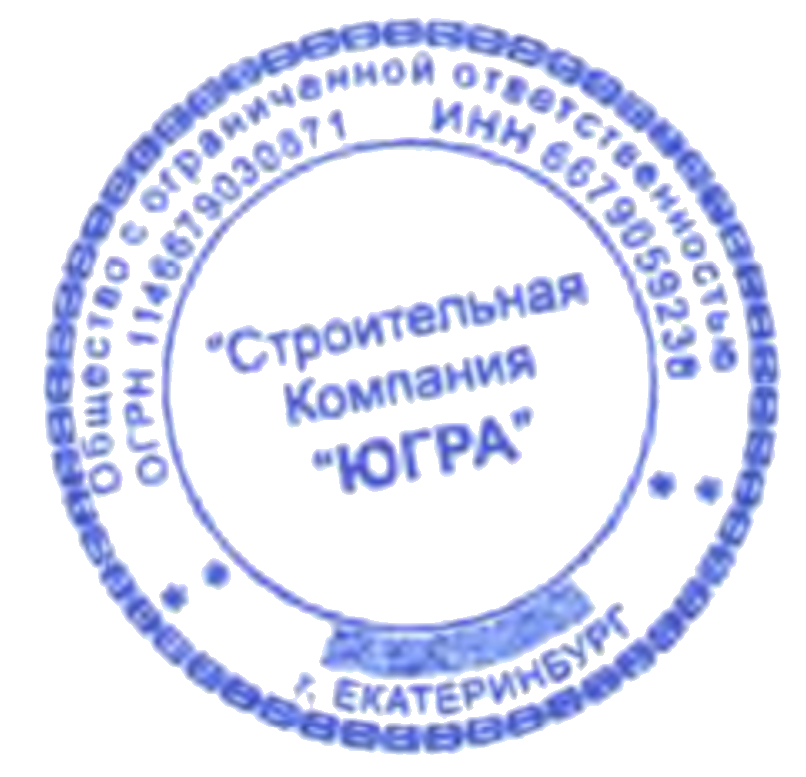 Общество с ограниченной ответственностью
ОГРН 1146679030871 ИНН 6679059238
"Строительная
Компания
"ЮГРА"
г. ЕКАТЕРИНБУРГ